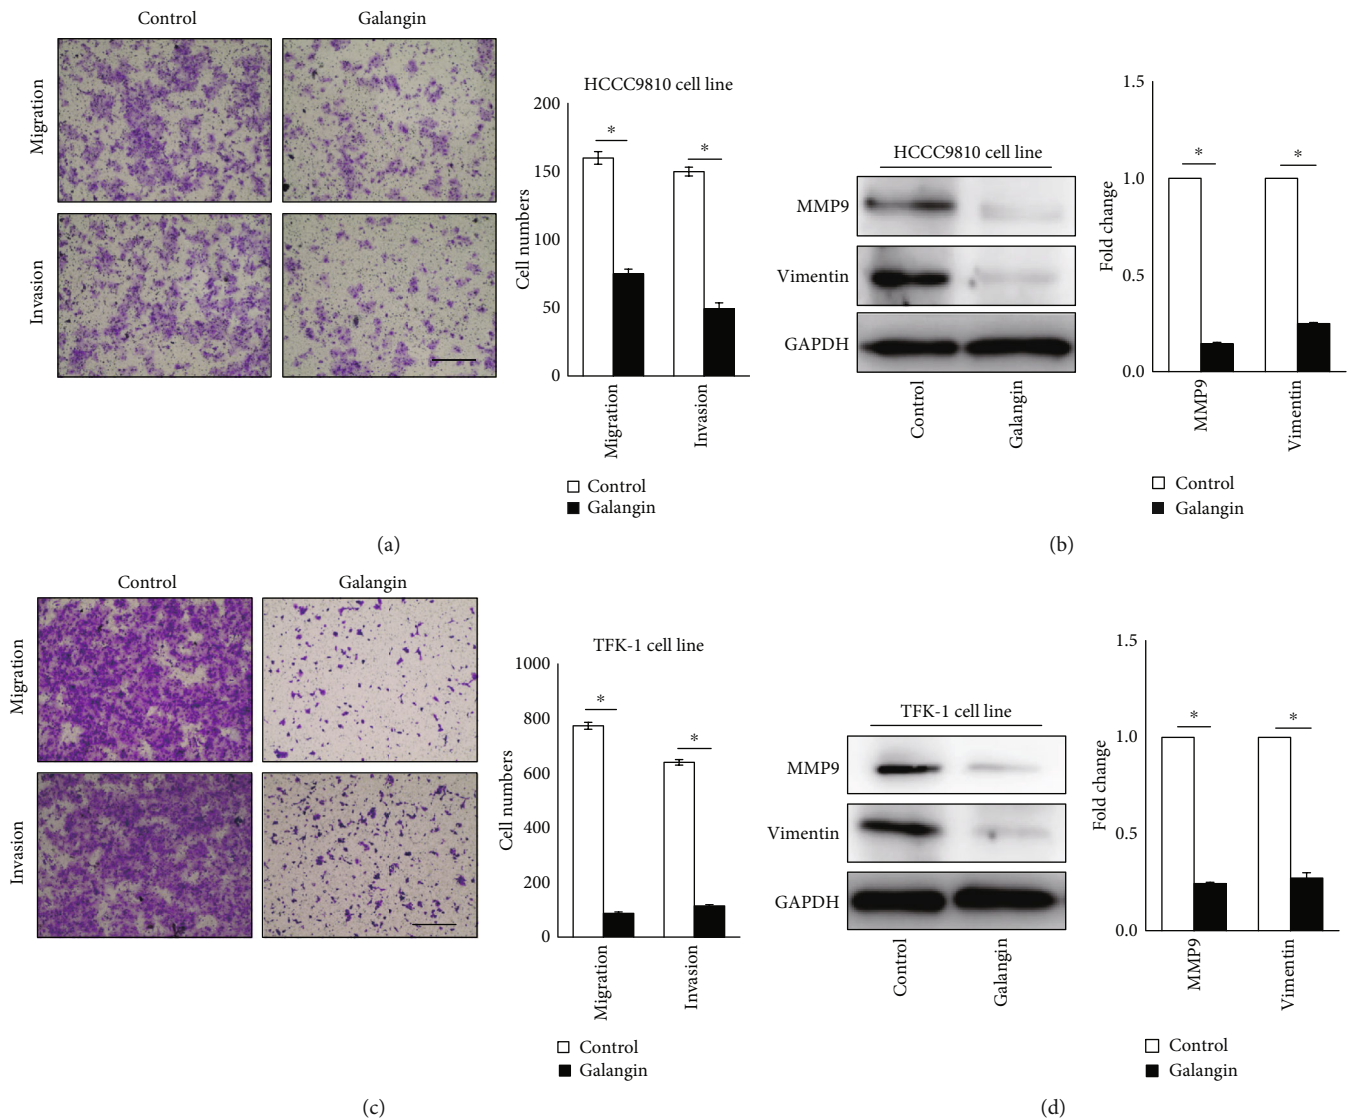 Control Galangin
Migration
Invasion
HCCC9810 cell line
200
150
100
50
0
Cell numbers
*
*
Migration
Invasion
Control
Galangin
(a)
HCCC9810 cell line
MMP9
Vimentin
GAPDH
Control
Galangin
1.5
1.0
0.5
0.0
Fold change
*
*
MMP9
Vimentin
Control
Galangin
(b)
Control Galangin
Migration
Invasion
TFK-1 cell line
1000
800
600
400
200
0
Cell numbers
*
*
Migration
Invasion
Control
Galangin
(c)
TFK-1 cell line
MMP9
Vimentin
GAPDH
Control
Galangin
1.5
1.0
0.5
0.0
Fold change
*
*
MMP9
Vimentin
Control
Galangin
(d)